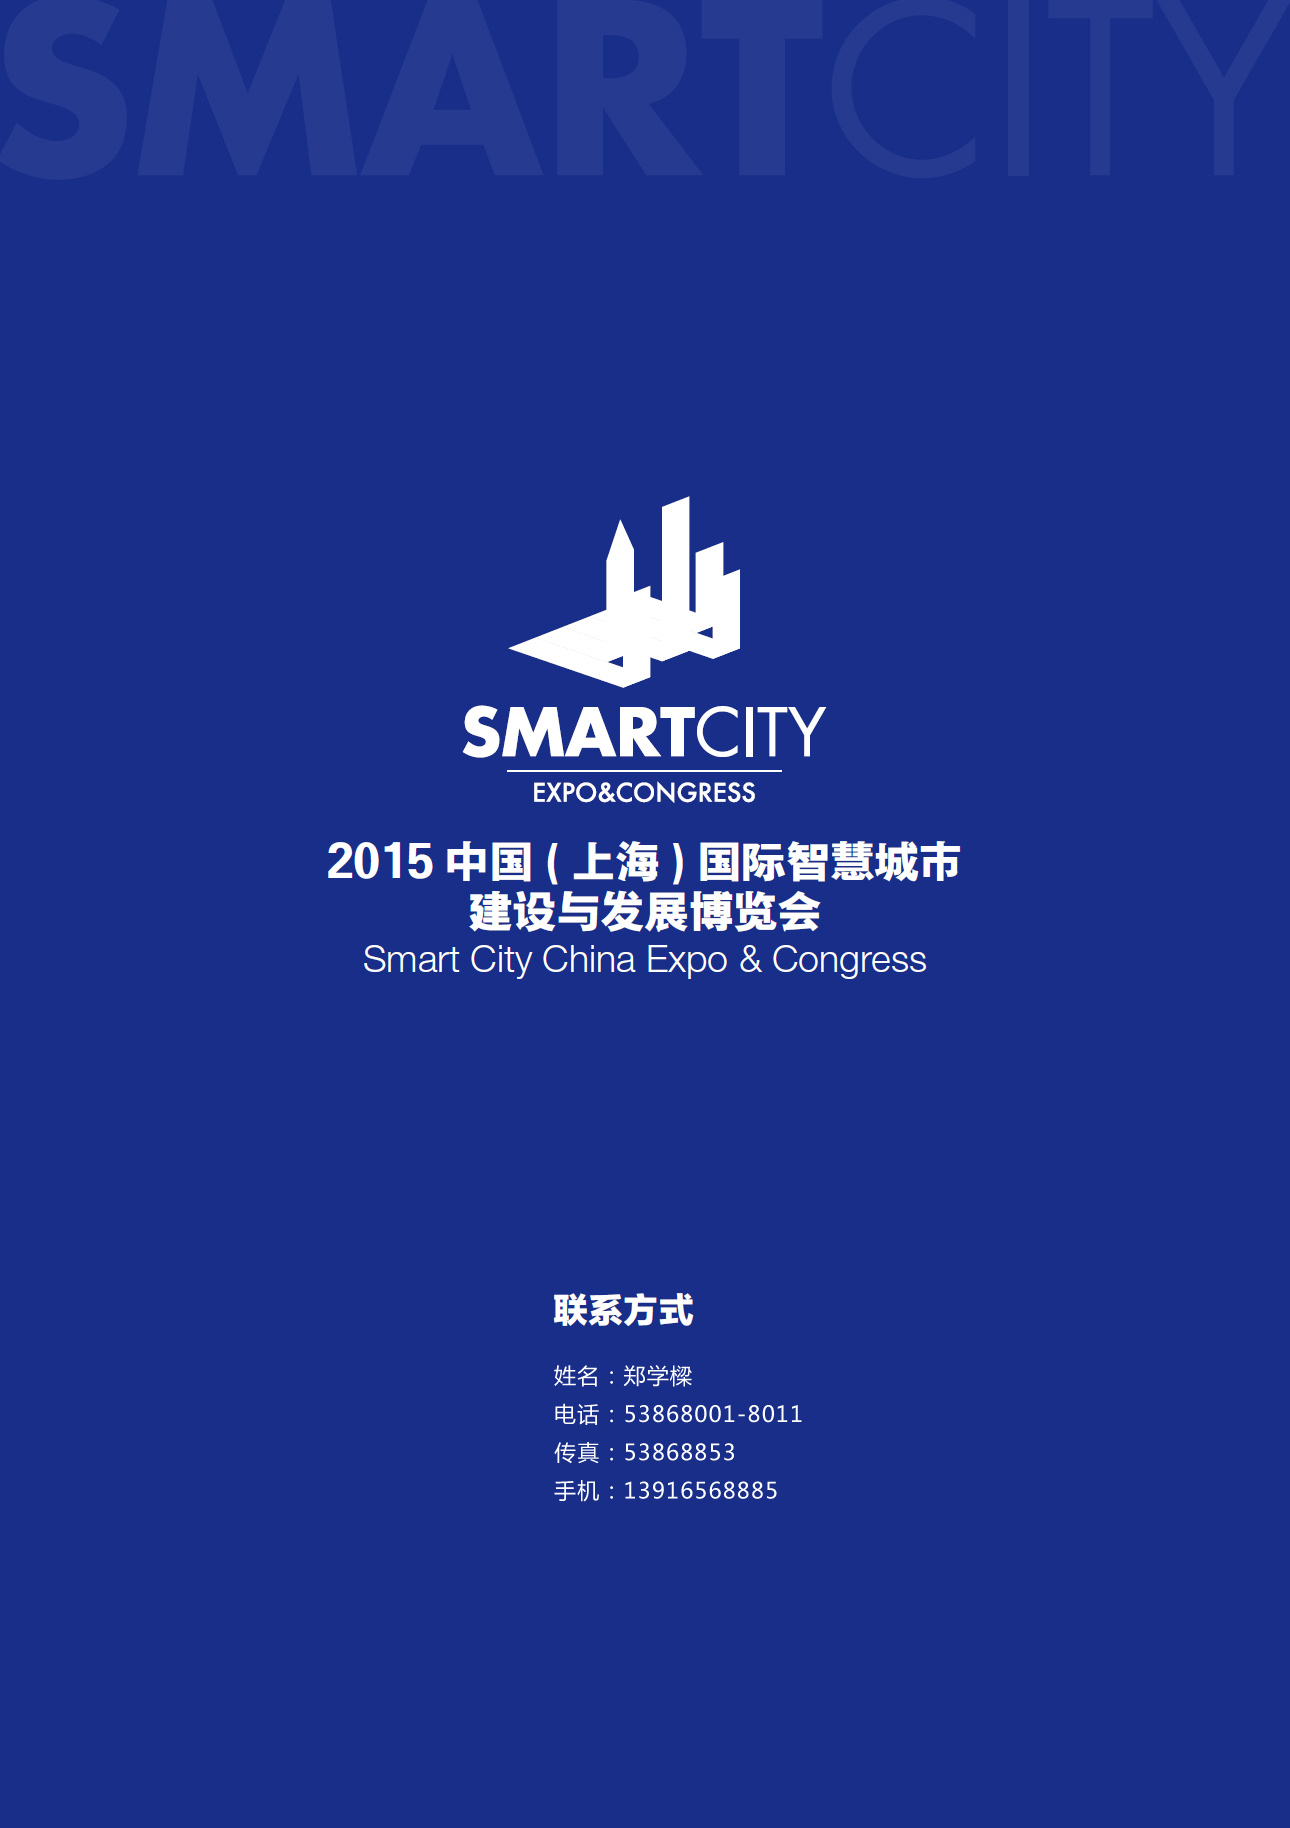 SMARTCITY
SMARTCITY
EXPO&CONGRESS
2015 中国 ( 上海 ) 国际智慧城市
建设与发展博览会
Smart City China Expo & Congress
联系方式
姓名：郑学樑
电话：53868001-8011
传真：53868853
手机：13916568885